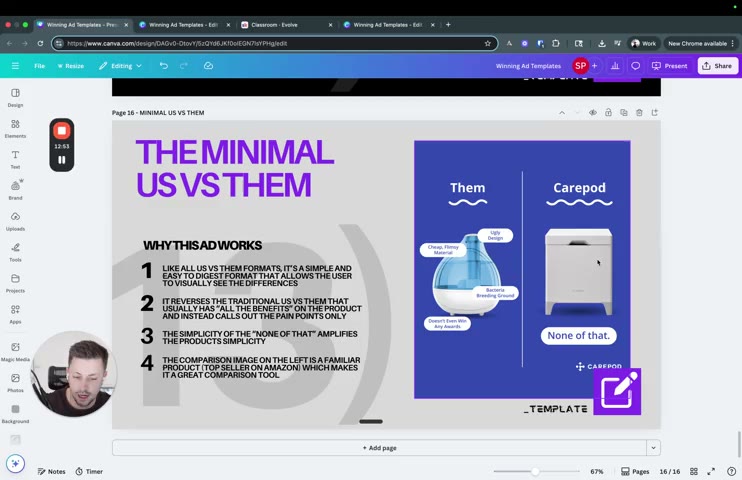 Winning Ad Templates - Pres
Winning Ad Templates - Edit
Classroom - Evolve
Winning Ad Templates - Edit
https://www.canva.com/design/DAGv0-DtovY/5zQYd6JKf0oIEGN7lsYPHg/edit
Work
New Chrome available
File
Resize
Editing
Winning Ad Templates
SP
Present
Share
Design
Elements
Text
Brand
Uploads
Tools
Projects
Apps
Magic Media
Photos
Background
12:53
Page 16 - MINIMAL US VS THEM
13)
THE MINIMAL
US VS THEM
WHY THIS AD WORKS
1 LIKE ALL US VS THEM FORMATS, IT'S A SIMPLE AND
EASY TO DIGEST FORMAT THAT ALLOWS THE USER
TO VISUALLY SEE THE DIFFERENCES
2 IT REVERSES THE TRADITIONAL US VS THEM THAT
USUALLY HAS "ALL THE BENEFITS" ON THE PRODUCT
AND INSTEAD CALLS OUT THE PAIN POINTS ONLY
3 THE SIMPLICITY OF THE "NONE OF THAT" AMPLIFIES
THE PRODUCTS SIMPLICITY
4 THE COMPARISON IMAGE ON THE LEFT IS A FAMILIAR
PRODUCT (TOP SELLER ON AMAZON) WHICH MAKES
IT A GREAT COMPARISON TOOL
Them
Carepod
Ugly
Design
Cheap, Flimsy
Material
Bacteria
Breeding Ground
Doesn't Even Win
Any Awards
None of that.
CAREPOD
_TEMPLATE
+ Add page
Notes
Timer
67%
Pages
16 / 16